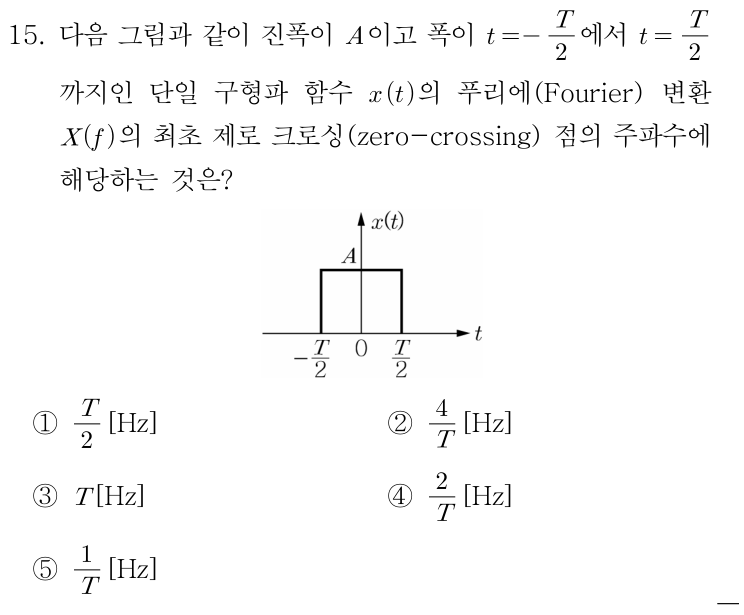 15. 다음 그림과 같이 진폭이 A이고 폭이 t=-T/2에서 t=T/2
까지인 단일 구형파 함수 x(t)의 푸리에(Fourier) 변환
X(f)의 최초 제로 크로싱(zero-crossing) 점의 주파수에
해당하는 것은?
x(t)
A
t
-T/2 0 T/2
① T/2 [Hz] ② 4/T [Hz]
③ T[Hz] ④ 2/T [Hz]
⑤ 1/T [Hz]